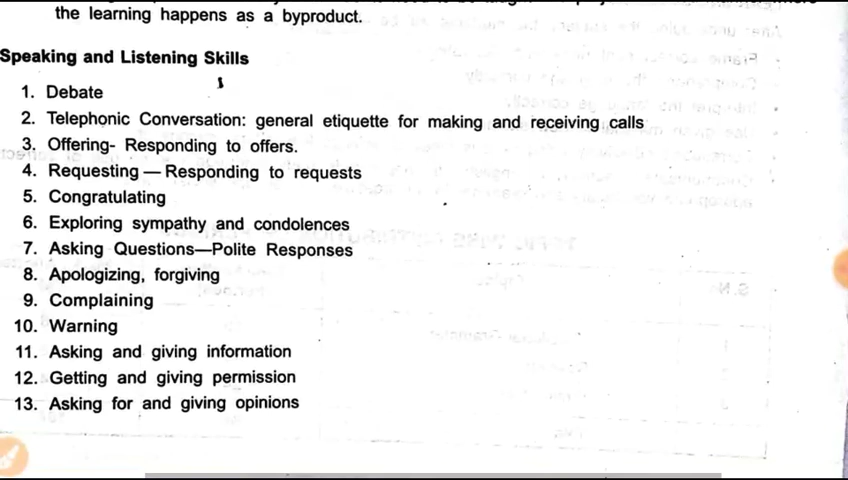 the learning happens as a byproduct.
Speaking and Listening Skills
1. Debate
2. Telephonic Conversation: general etiquette for making and receiving calls
3. Offering- Responding to offers.
4. Requesting — Responding to requests
5. Congratulating
6. Exploring sympathy and condolences
7. Asking Questions—Polite Responses
8. Apologizing, forgiving
9. Complaining
10. Warning
11. Asking and giving information
12. Getting and giving permission
13. Asking for and giving opinions